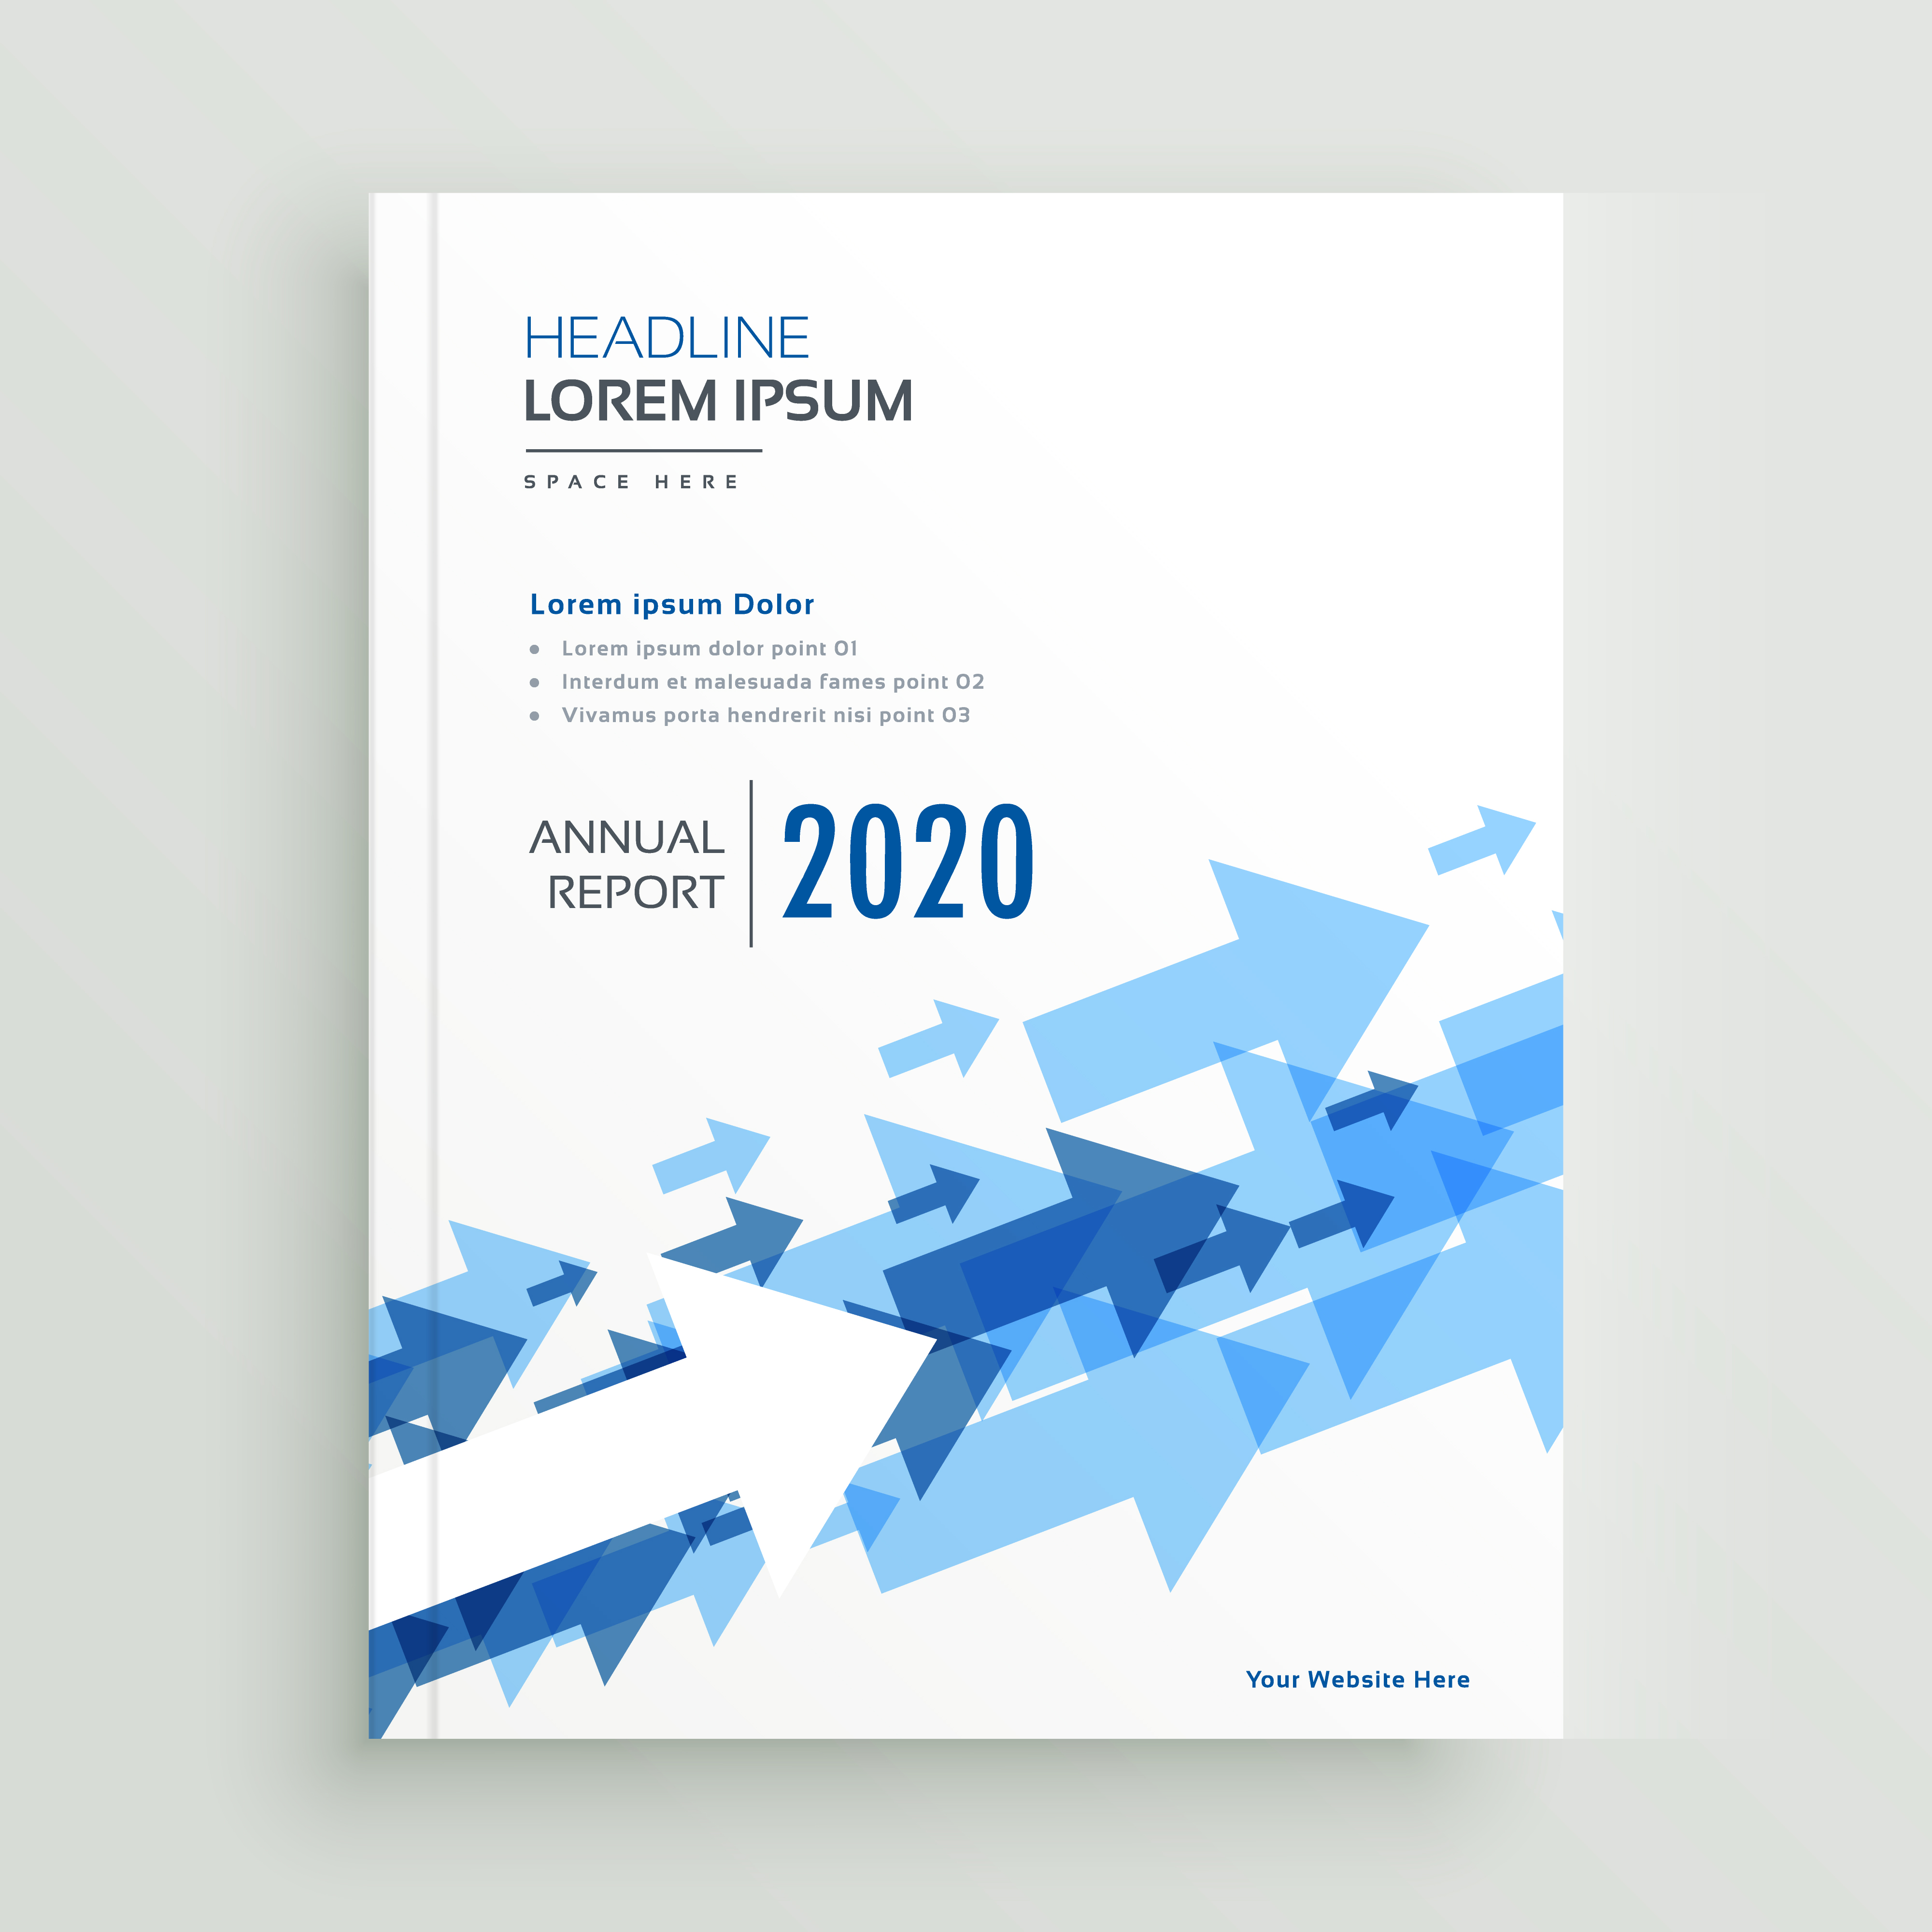 HEADLINE
LOREM IPSUM
SPACE HERE
Lorem ipsum Dolor
• Lorem ipsum dolor point 01
• Interdum et malesuada fames point 02
• Vivamus porta hendrerit nisi point 03
ANNUAL
REPORT
2020
Your Website Here